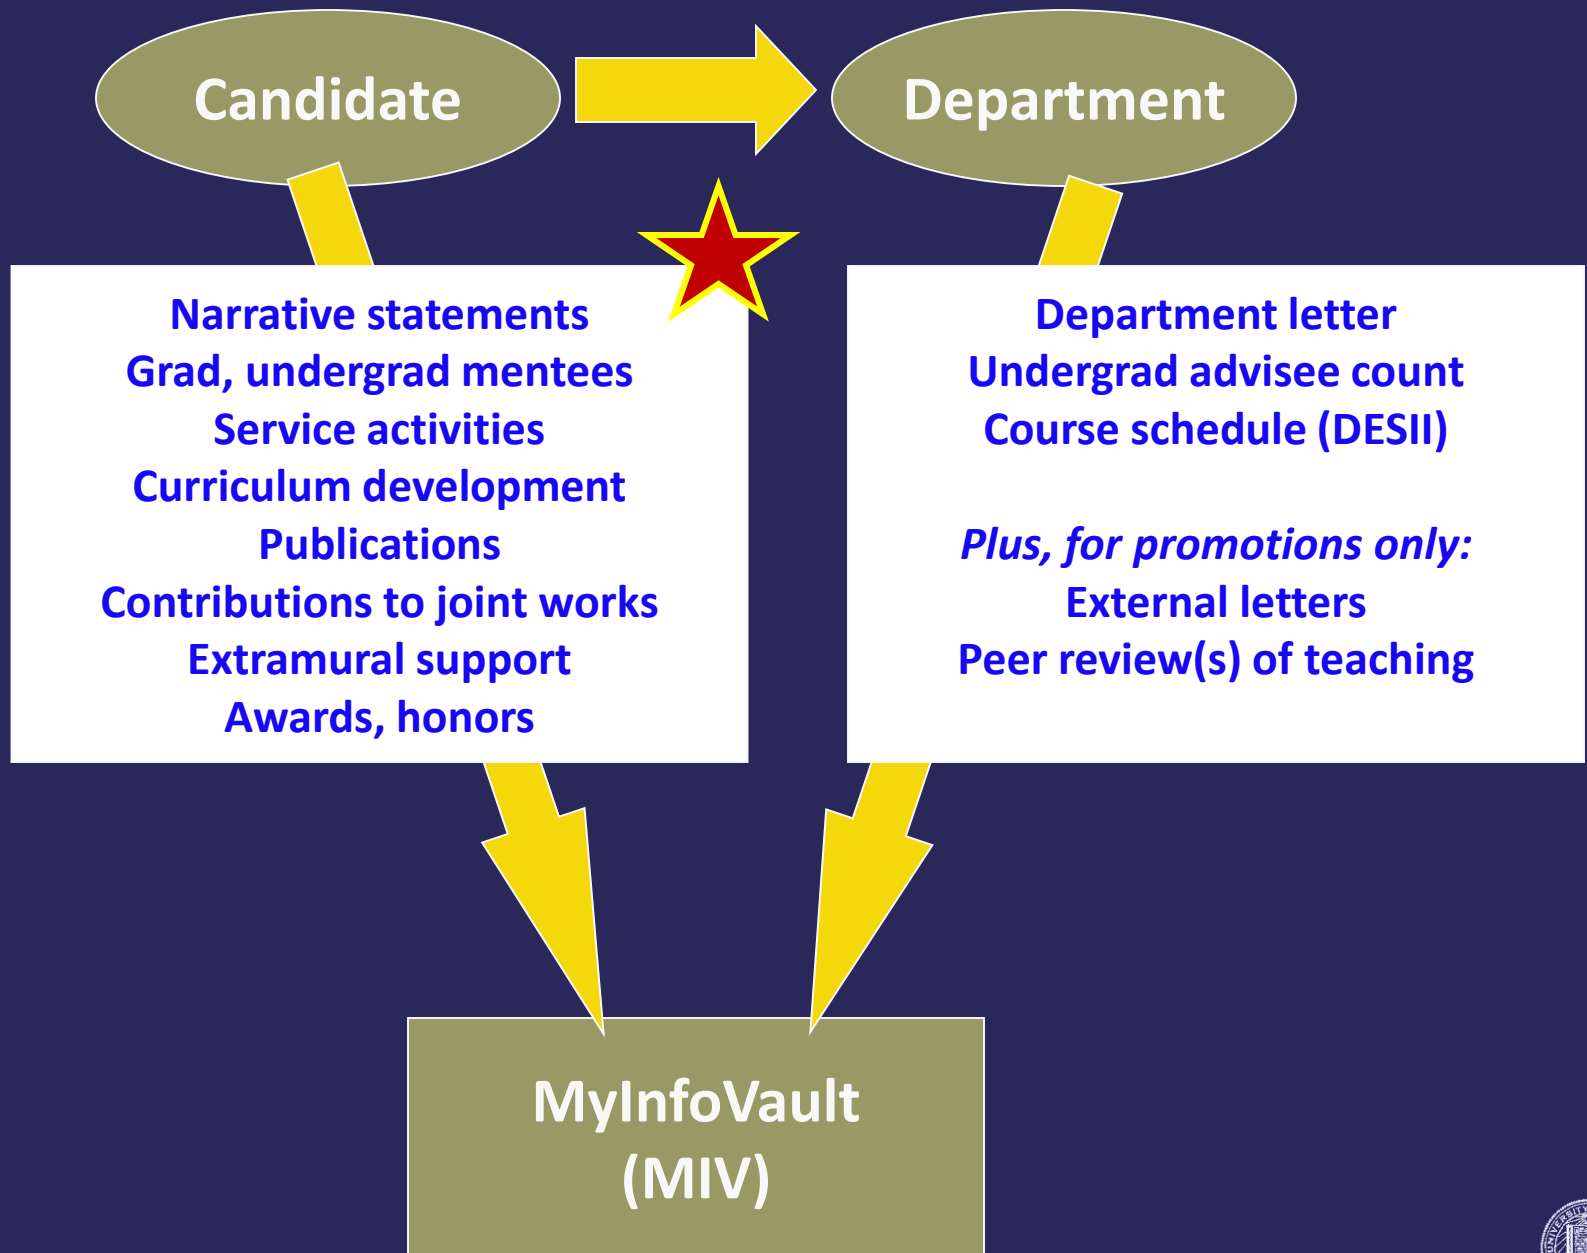 Candidate
Department
Narrative statements
Grad, undergrad mentees
Service activities
Curriculum development
Publications
Contributions to joint works
Extramural support
Awards, honors
Department letter
Undergrad advisee count
Course schedule (DESII)
Plus, for promotions only:
External letters
Peer review(s) of teaching
MyInfoVault
(MIV)